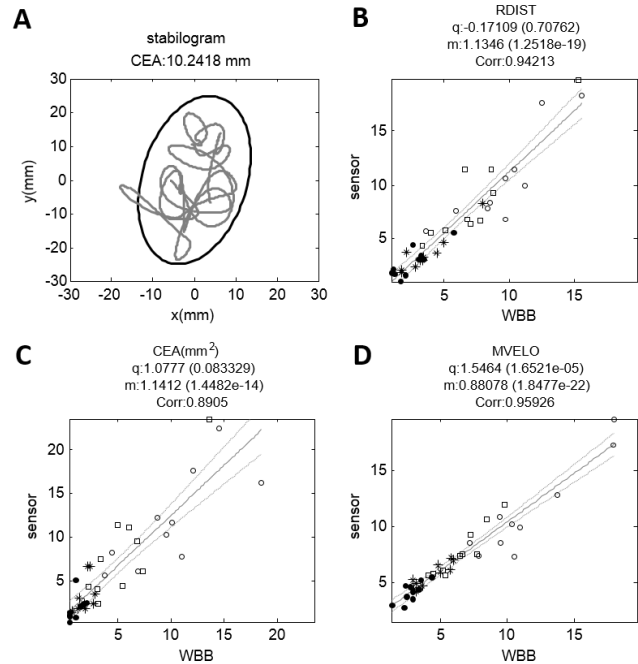 A
stabilogram
CEA:10.2418 mm
30
20
10
0
-10
-20
-30
-30 -20 -10 0 10 20 30
y(mm)
x(mm)
B
RDIST
q:-0.17109 (0.70762)
m:1.1346 (1.2518e-19)
Corr:0.94213
15
10
5
5 10 15
sensor
WBB
C
CEA(mm²)
q:1.0777 (0.083329)
m:1.1412 (1.4482e-14)
Corr:0.8905
20
15
10
5
5 10 15 20
sensor
WBB
D
MVELO
q:1.5464 (1.6521e-05)
m:0.88078 (1.8477e-22)
Corr:0.95926
15
10
5
5 10 15
sensor
WBB